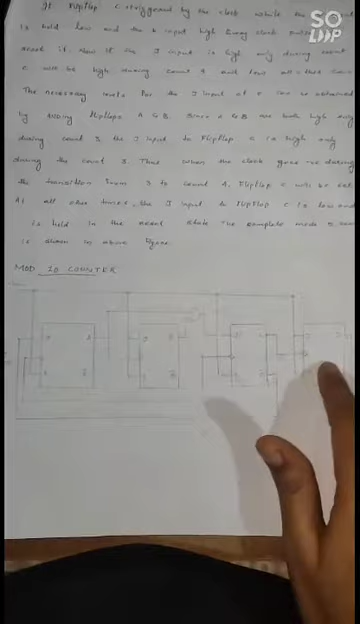 If Flipflop C is triggered by the clock while the
is held low and the K input high Every clock pulse
reset it. Now if the J input is high only during count
C will be high during count 4 and low all other times
The necessary levels for the J input at C can be obtained
by ADDing Flipflops A & B. Since A & B are both high only
during count 3, the J input to Flipflop C is high only
during the count 3. Thus when the clock goes -ve during
the transition from 3 to count 4, Flipflop C will be set.
At all other times, the J input to Flipflop C is low and
is held in the reset state. The complete mode 5
is shown in above figure.
MOD 10 COUNTER
SO
LOOP